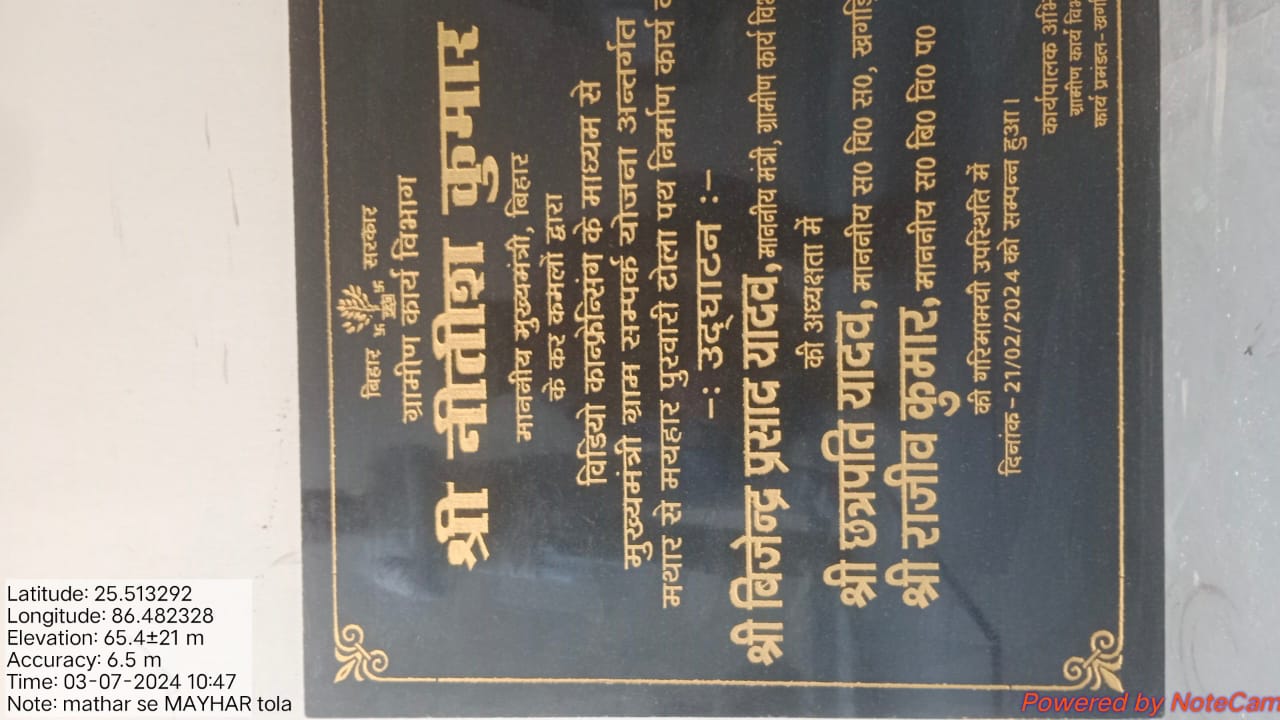 बिहार सरकार
ग्रामीण कार्य विभाग
श्री नीतीश कुमार
माननीय मुख्यमंत्री, बिहार
के कर कमलों द्वारा
विडियो कान्फ्रेन्सिंग के माध्यम से
मुख्यमंत्री ग्राम सम्पर्क योजना अन्तर्गत
मथार से मयहार पुरवारी टोला पथ निर्माण कार्य
-: उद्घाटन :-
श्री बिजेन्द्र प्रसाद यादव, माननीय मंत्री, ग्रामीण कार्य
की अध्यक्षता में
श्री छत्रपति यादव, माननीय स० वि० स०,
श्री राजीव कुमार, माननीय स० बि० वि० प०
की गरिमामयी उपस्थिति में
दिनांक - 21/02/2024 को सम्पन्न हुआ।
कार्यपालक
ग्रामीण कार्य
कार्य प्रमंडल-
Latitude: 25.513292
Longitude: 86.482328
Elevation: 65.4±21 m
Accuracy: 6.5 m
Time: 03-07-2024 10:47
Note: mathar se MAYHAR tola
Powered by NoteCam